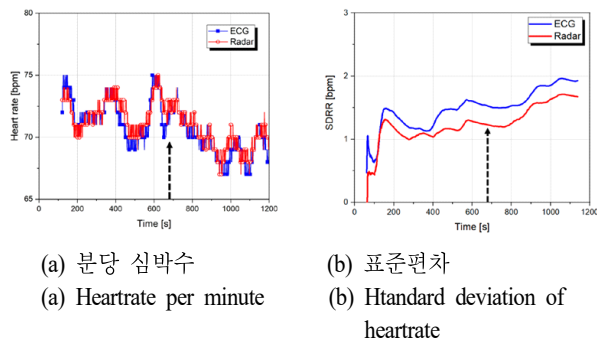 80
75
70
65
Heart rate [bpm]
ECG
Radar
0 200 400 600 800 1000 1200
Time [s]
3
2
1
0
SDRR [bpm]
ECG
Radar
0 200 400 600 800 1000 1200
Time [s]
(a) 분당 심박수
(a) Heartrate per minute
(b) 표준편차
(b) Htandard deviation of
heartrate